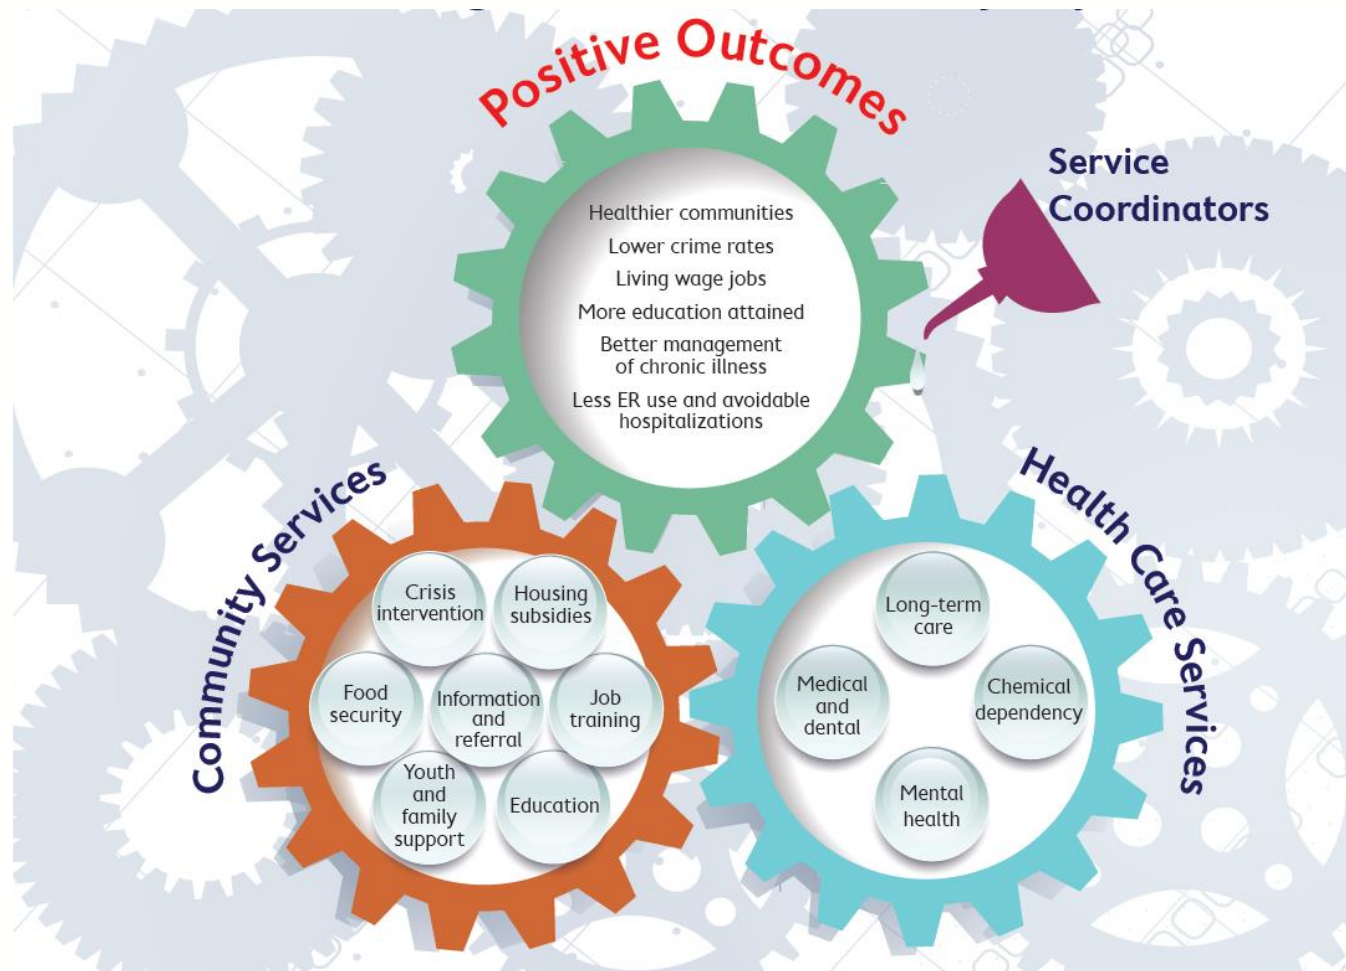 Positive Outcomes
Service
Coordinators
Healthier communities
Lower crime rates
Living wage jobs
More education attained
Better management
of chronic illness
Less ER use and avoidable
hospitalizations
Community Services
Crisis
intervention
Housing
subsidies
Food
security
Information
and
referral
Job
training
Youth
and
family
support
Education
Health Care Services
Long-term
care
Medical
and
dental
Chemical
dependency
Mental
health